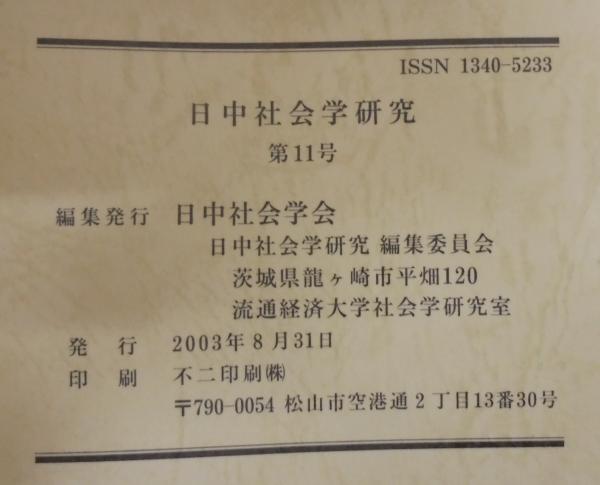 ISSN 1340-5233
日中社会学研究
第11号
編集発行 日中社会学会
日中社会学研究 編集委員会
茨城県龍ヶ崎市平畑120
流通経済大学社会学研究室
発行 2003年8月31日
印刷 不二印刷㈱
〒790-0054 松山市空港通2丁目13番30号